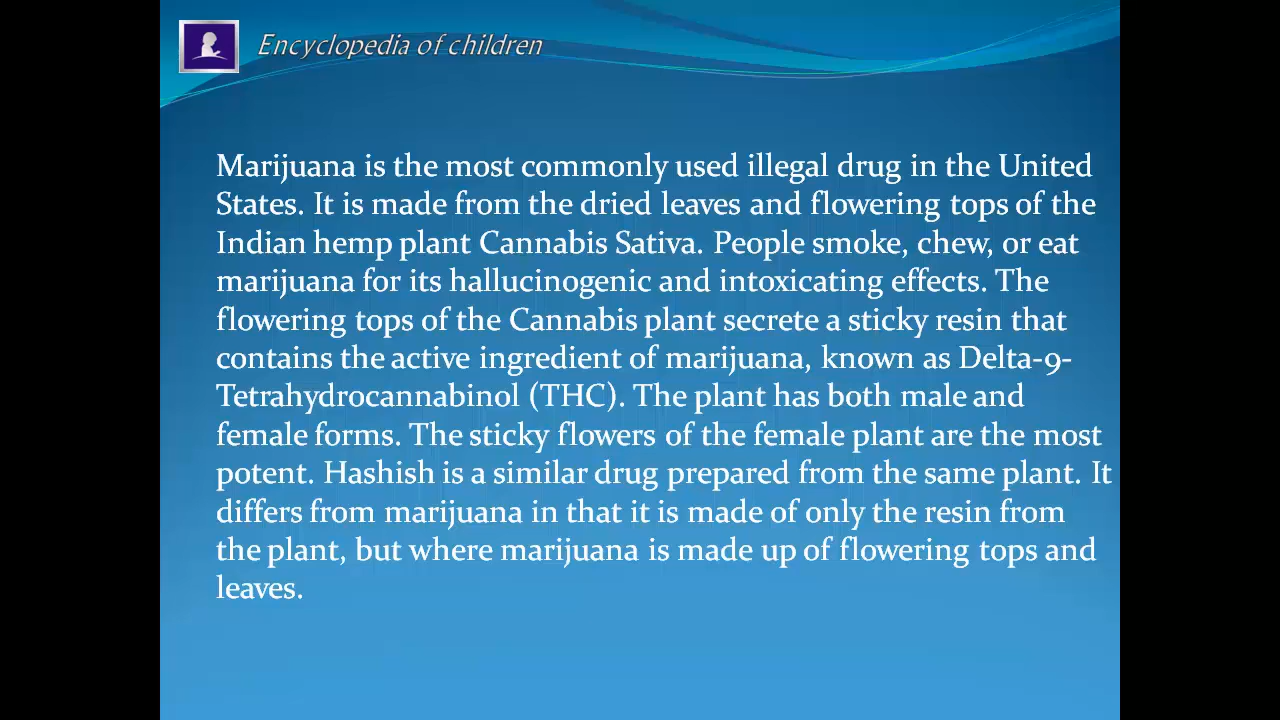 Encyclopedia of children
Marijuana is the most commonly used illegal drug in the United
States. It is made from the dried leaves and flowering tops of the
Indian hemp plant Cannabis Sativa. People smoke, chew, or eat
marijuana for its hallucinogenic and intoxicating effects. The
flowering tops of the Cannabis plant secrete a sticky resin that
contains the active ingredient of marijuana, known as Delta-9-
Tetrahydrocannabinol (THC). The plant has both male and
female forms. The sticky flowers of the female plant are the most
potent. Hashish is a similar drug prepared from the same plant. It
differs from marijuana in that it is made of only the resin from
the plant, but where marijuana is made up of flowering tops and
leaves.